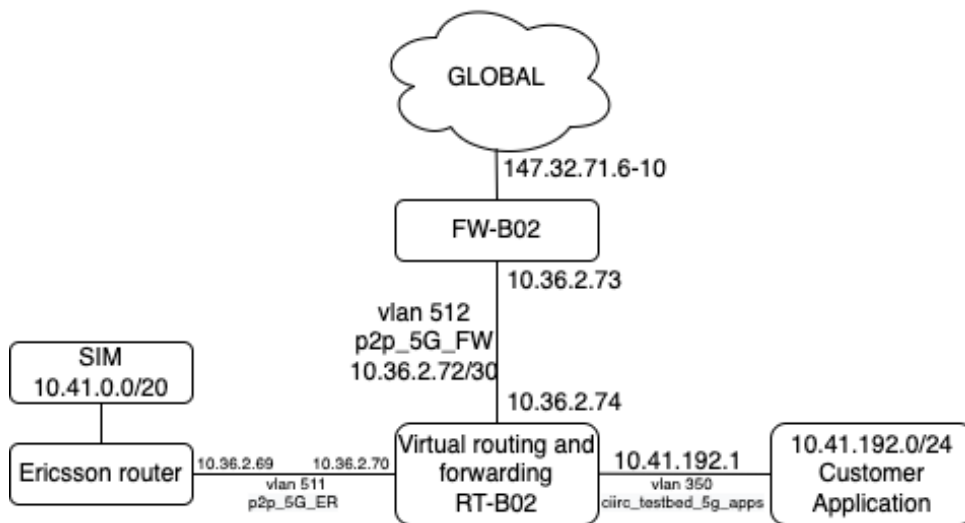 GLOBAL
147.32.71.6-10
FW-B02
10.36.2.73
vlan 512
p2p_5G_FW
10.36.2.72/30
SIM
10.41.0.0/20
10.36.2.74
Ericsson router
10.36.2.69
10.36.2.70
vlan 511
p2p_5G_ER
Virtual routing and
forwarding
RT-B02
10.41.192.1
vlan 350
ciirc_testbed_5g_apps
10.41.192.0/24
Customer
Application